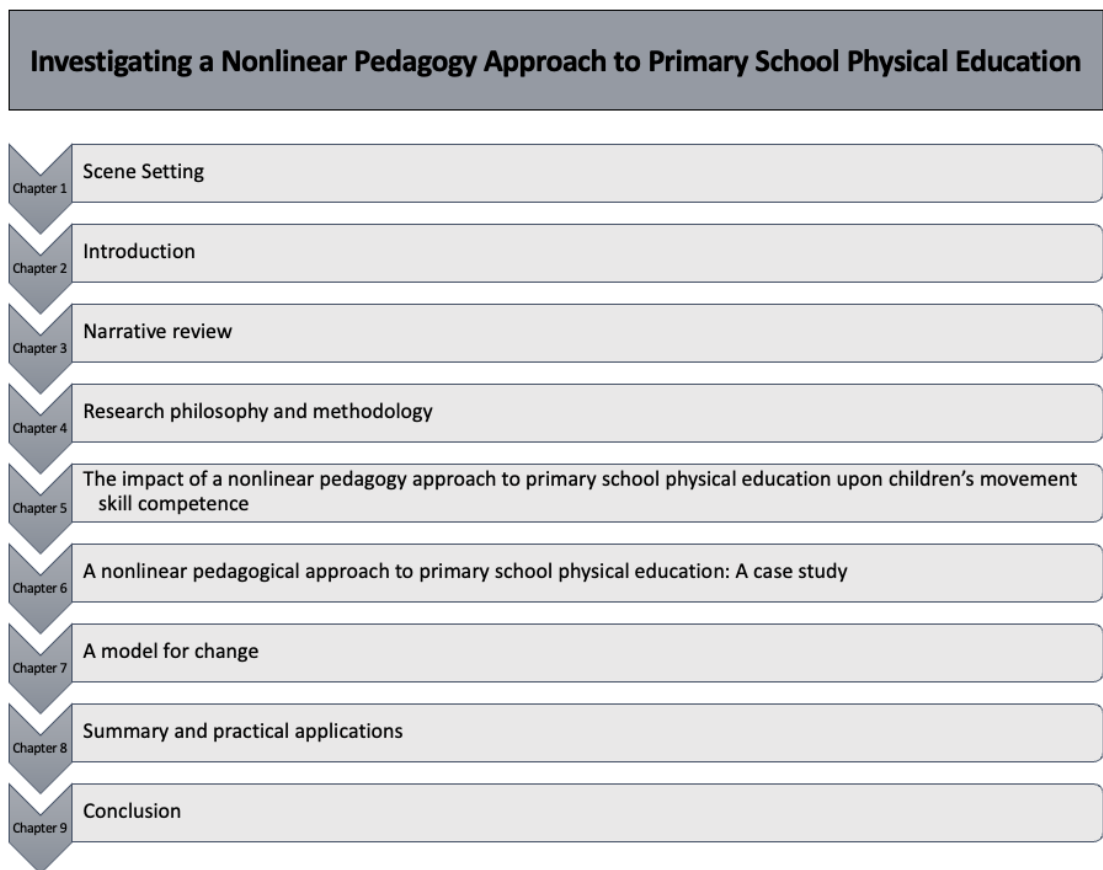 Investigating a Nonlinear Pedagogy Approach to Primary School Physical Education
Chapter 1
Scene Setting
Chapter 2
Introduction
Chapter 3
Narrative review
Chapter 4
Research philosophy and methodology
Chapter 5
The impact of a nonlinear pedagogy approach to primary school physical education upon children’s movement
skill competence
Chapter 6
A nonlinear pedagogical approach to primary school physical education: A case study
Chapter 7
A model for change
Chapter 8
Summary and practical applications
Chapter 9
Conclusion